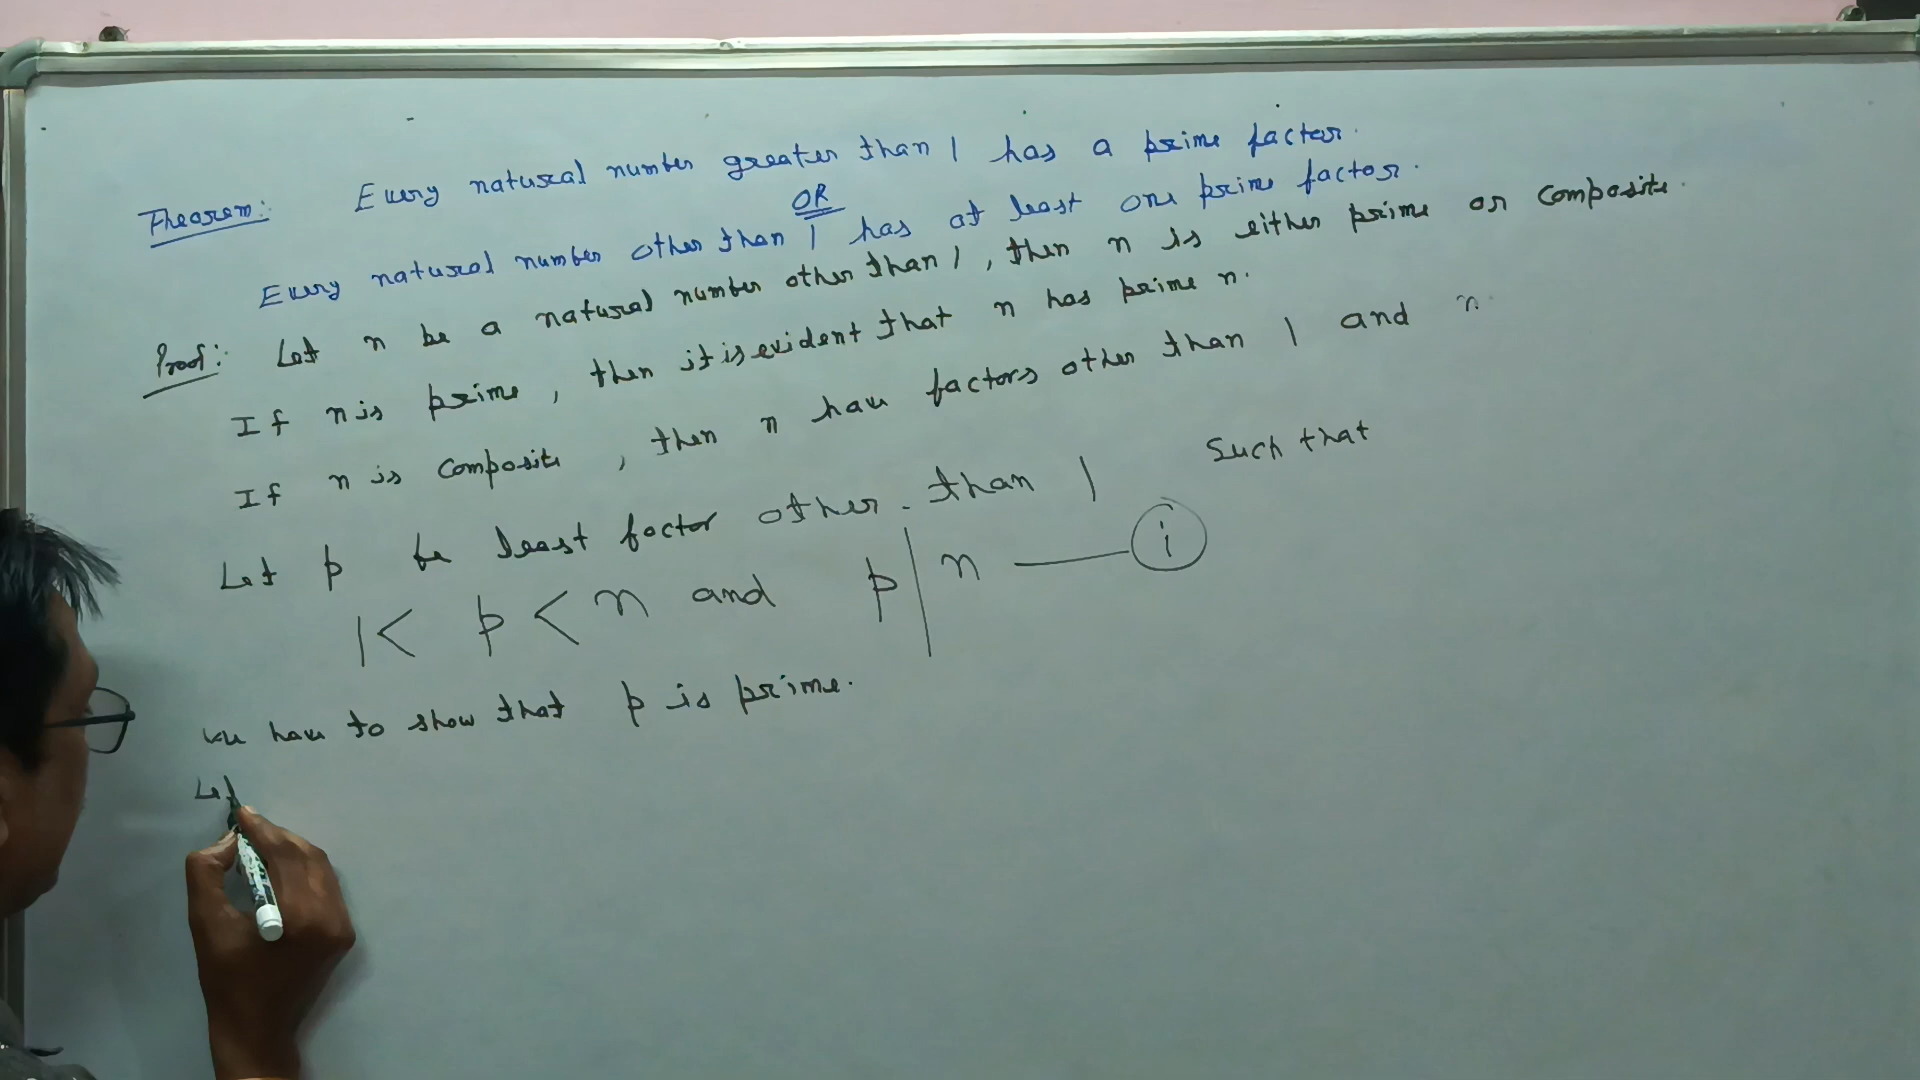 Theorem: Every natural number greater than 1 has a prime factor.
OR
Every natural number other than 1 has at least one prime factor.
Proof: Let n be a natural number other than 1, then n is either prime or composite.
If n is prime, then it is evident that n has prime n.
If n is composite, then n have factors other than 1 and n.
Let p be least factor other than 1 such that
1 < p < n and p | n — (i)
we have to show that p is prime.
Let